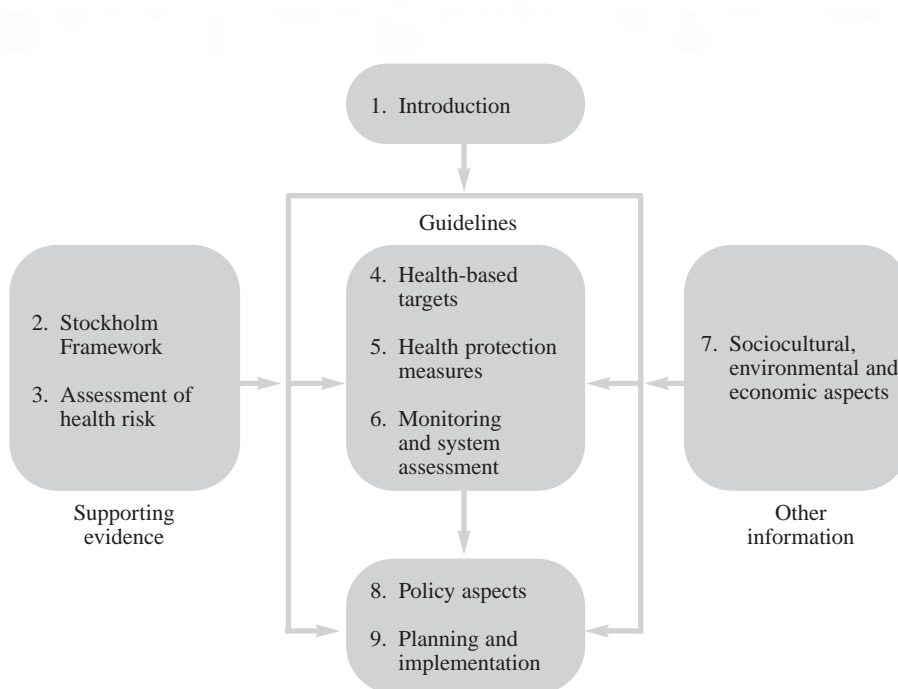 1. Introduction
Guidelines
2. Stockholm
Framework
3. Assessment of
health risk
Supporting
evidence
4. Health-based
targets
5. Health protection
measures
6. Monitoring
and system
assessment
7. Sociocultural,
environmental and
economic aspects
Other
information
8. Policy aspects
9. Planning and
implementation